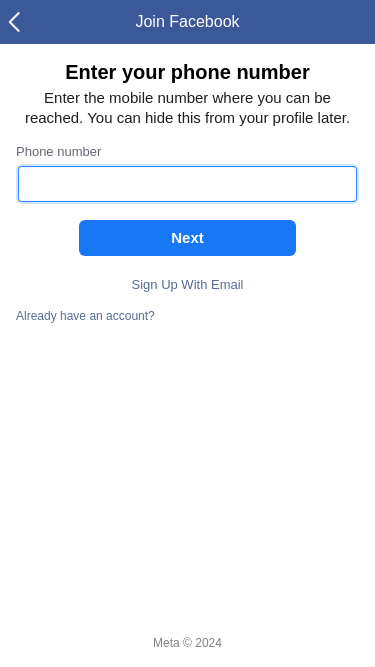 Join Facebook
Enter your phone number
Enter the mobile number where you can be
reached. You can hide this from your profile later.
Phone number
Next
Sign Up With Email
Already have an account?
Meta © 2024